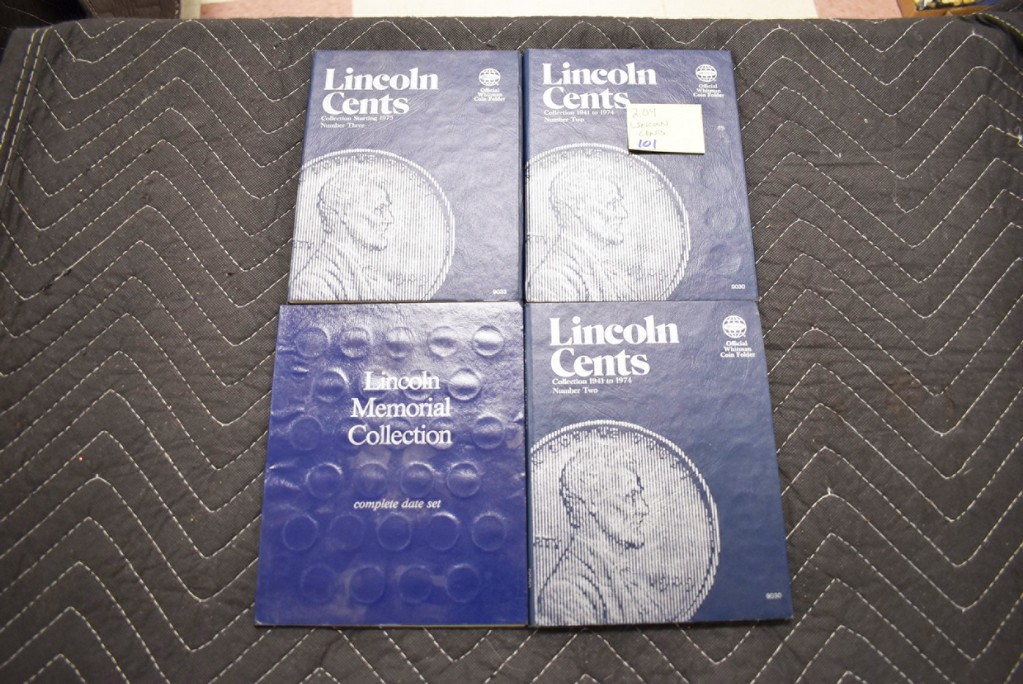 Lincoln
Cents
Collection Starting 1975
Number Three
Official
Whitman
Coin Folder
Lincoln
Cents
Collection 1941 to 1974
Number Two
Official
Whitman
Coin Folder
204
Cents
101
9030
Lincoln
Memorial
Collection
complete date set
Lincoln
Cents
Collection 1941 to 1974
Number Two
Official
Whitman
Coin Folder
9030